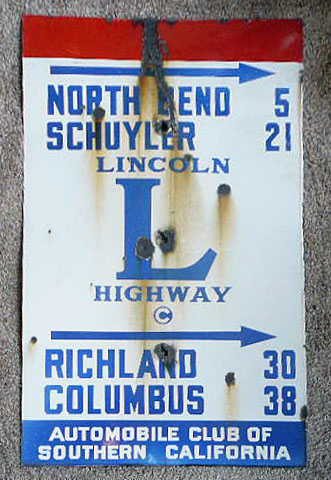 NORTH BEND 5
SCHUYLER 21
LINCOLN
L
HIGHWAY
©
RICHLAND 30
COLUMBUS 38
AUTOMOBILE CLUB OF
SOUTHERN CALIFORNIA